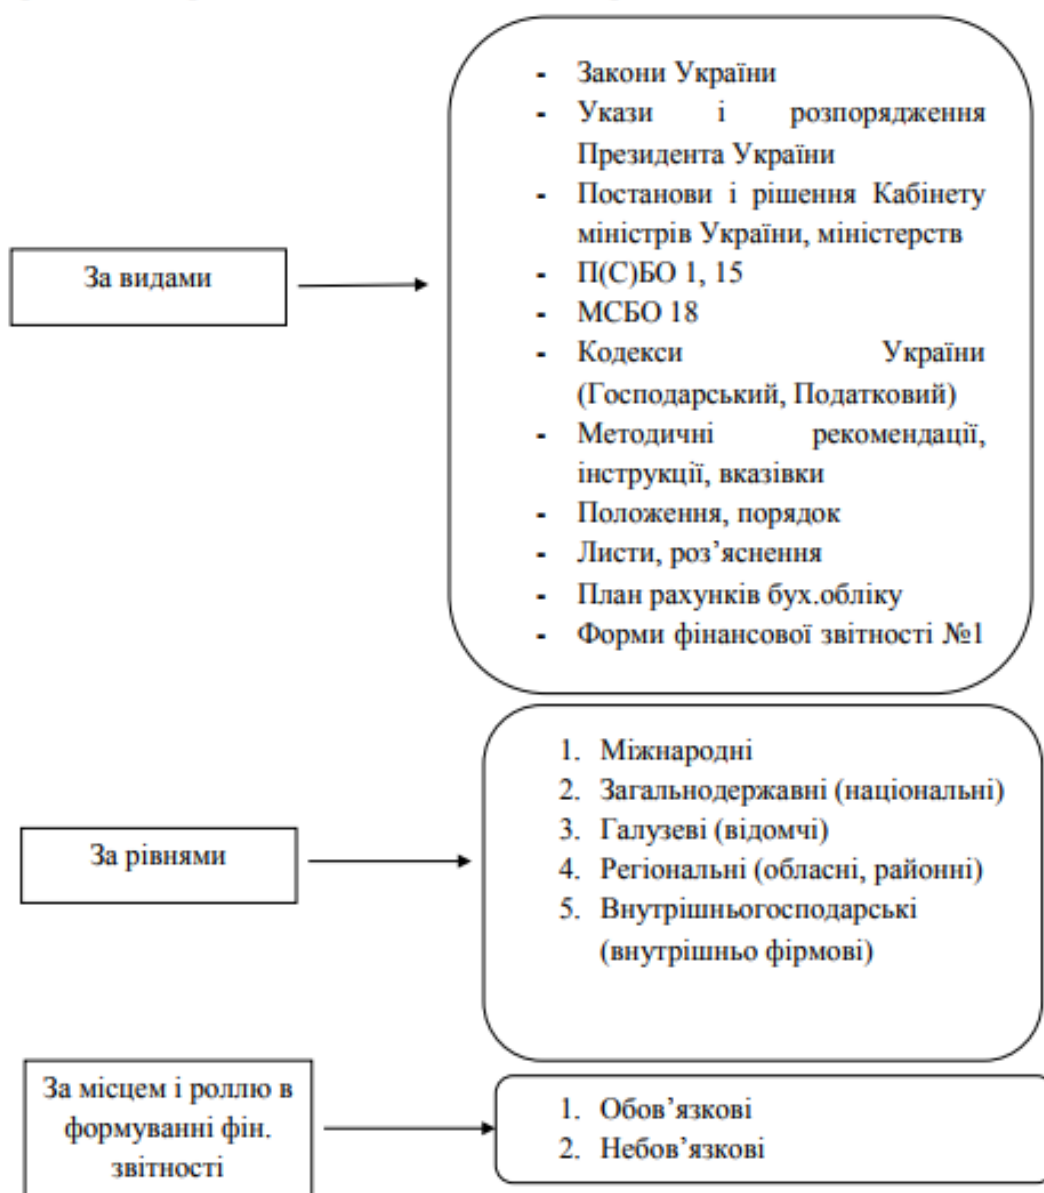 За видами
- Закони України
- Укази і розпорядження
Президента України
- Постанови і рішення Кабінету
міністрів України, міністерств
- П(С)БО 1, 15
- МСБО 18
- Кодекси України
(Господарський, Податковий)
- Методичні рекомендації,
інструкції, вказівки
- Положення, порядок
- Листи, роз’яснення
- План рахунків бух.обліку
- Форми фінансової звітності №1
За рівнями
1. Міжнародні
2. Загальнодержавні (національні)
3. Галузеві (відомчі)
4. Регіональні (обласні, районні)
5. Внутрішньогосподарські
(внутрішньо фірмові)
За місцем і роллю в
формуванні фін.
звітності
1. Обов’язкові
2. Небов’язкові